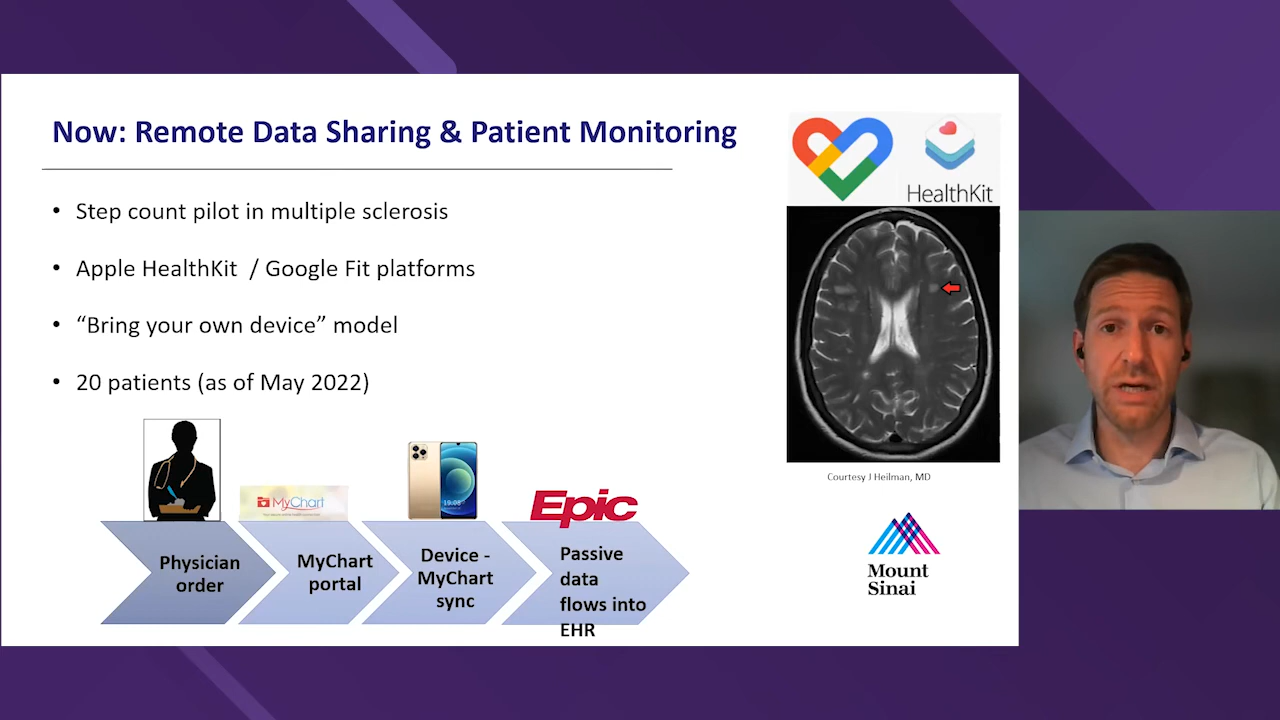 Now: Remote Data Sharing & Patient Monitoring
• Step count pilot in multiple sclerosis
• Apple HealthKit / Google Fit platforms
• “Bring your own device” model
• 20 patients (as of May 2022)
HealthKit
Courtesy J Heilman, MD
MyChart
19:08
Epic
Physician
order
MyChart
portal
Device -
MyChart
sync
Passive
data
flows into
EHR
Mount
Sinai